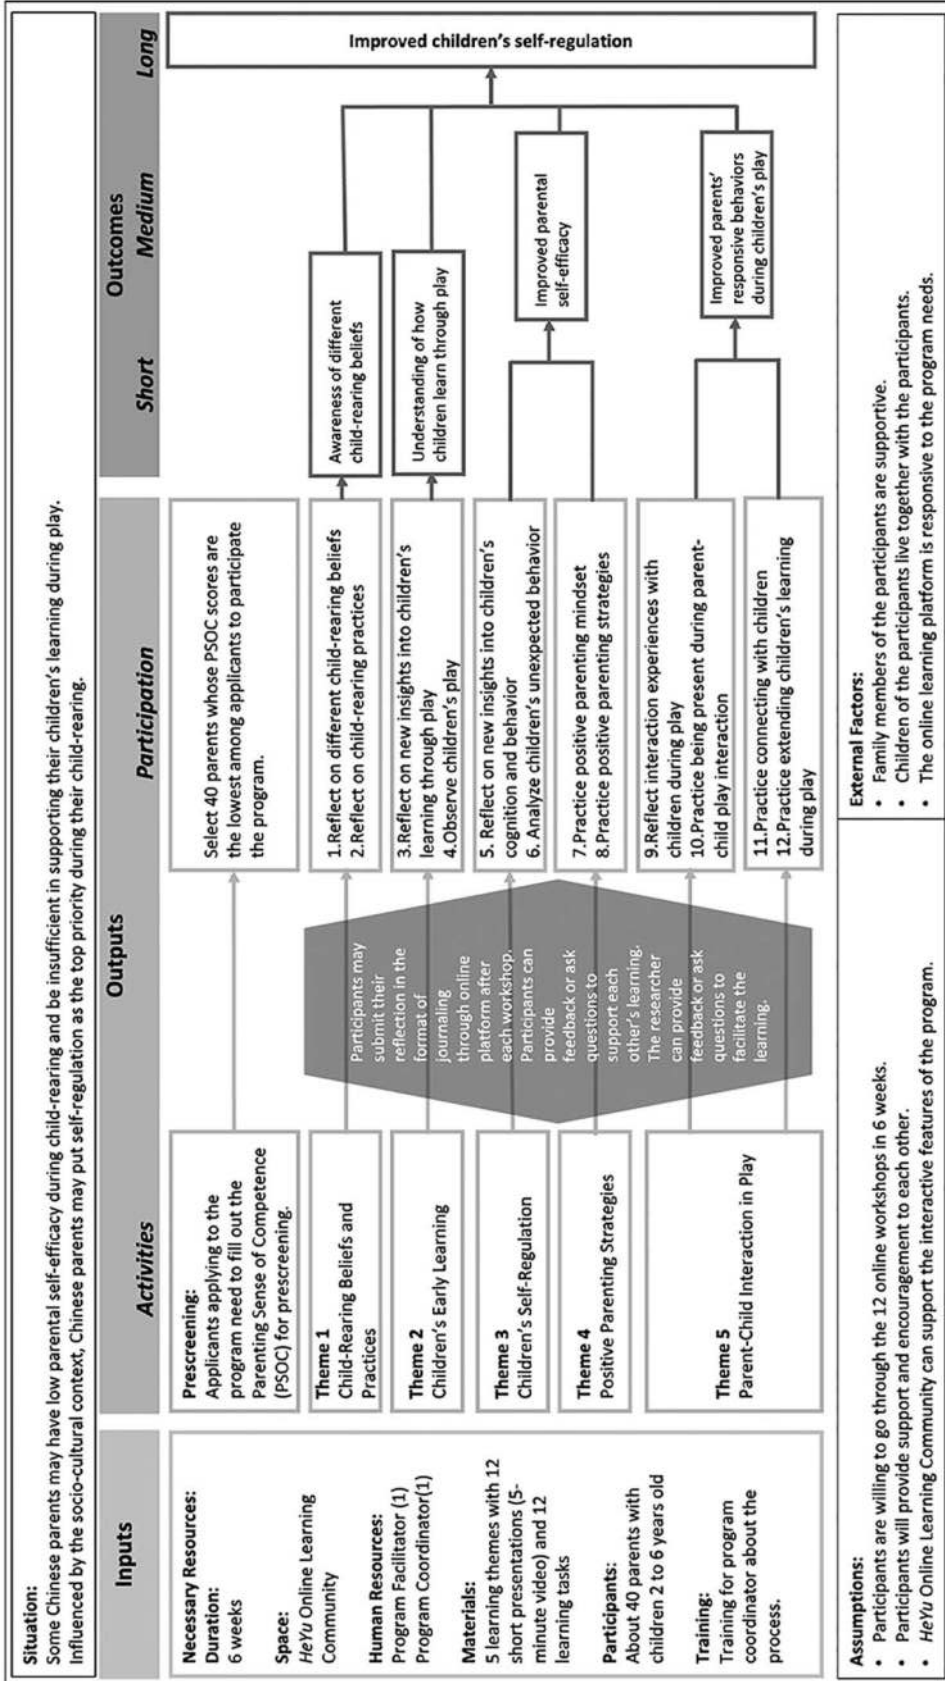 Situation:
Some Chinese parents may have low parental self-efficacy during child-rearing and be insufficient in supporting their children's learning during play.
Influenced by the socio-cultural context, Chinese parents may put self-regulation as the top priority during their child-rearing.
Inputs
Outputs
Outcomes
Activities
Participation
Short
Medium
Long
Necessary Resources:
Duration:
6 weeks
Space:
HeYu Online Learning
Community
Human Resources:
Program Facilitator (1)
Program Coordinator(1)
Materials:
5 learning themes with 12
short presentations (5-
minute video) and 12
learning tasks
Participants:
About 40 parents with
children 2 to 6 years old
Training:
Training for program
coordinator about the
process.
Prescreening:
Applicants applying to the
program need to fill out the
Parenting Sense of Competence
(PSOC) for prescreening.
Theme 1
Child-Rearing Beliefs and
Practices
Theme 2
Children's Early Learning
Theme 3
Children's Self-Regulation
Theme 4
Positive Parenting Strategies
Theme 5
Parent-Child Interaction in Play
Participants may
submit their
reflection in the
format of
journaling
through online
platform after
each workshop.
Participants can
provide
feedback or ask
questions to
support each
other's learning.
The researcher
can provide
feedback or ask
questions to
facilitate the
learning.
Select 40 parents whose PSOC scores are
the lowest among applicants to participate
the program.
1.Reflect on different child-rearing beliefs
2.Reflect on child-rearing practices
3.Reflect on new insights into children's
learning through play
4.Observe children's play
5. Reflect on new insights into children's
cognition and behavior
6. Analyze children's unexpected behavior
7.Practice positive parenting mindset
8.Practice positive parenting strategies
9.Reflect interaction experiences with
children during play
10.Practice being present during parent-
child play interaction
11.Practice connecting with children
12.Practice extending children's learning
during play
Awareness of different
child-rearing beliefs
Understanding of how
children learn through play
Improved parental
self-efficacy
Improved parents'
responsive behaviors
during children's play
Improved children's self-regulation
Assumptions:
• Participants are willing to go through the 12 online workshops in 6 weeks.
• Participants will provide support and encouragement to each other.
• HeYu Online Learning Community can support the interactive features of the program.
External Factors:
• Family members of the participants are supportive.
• Children of the participants live together with the participants.
• The online learning platform is responsive to the program needs.